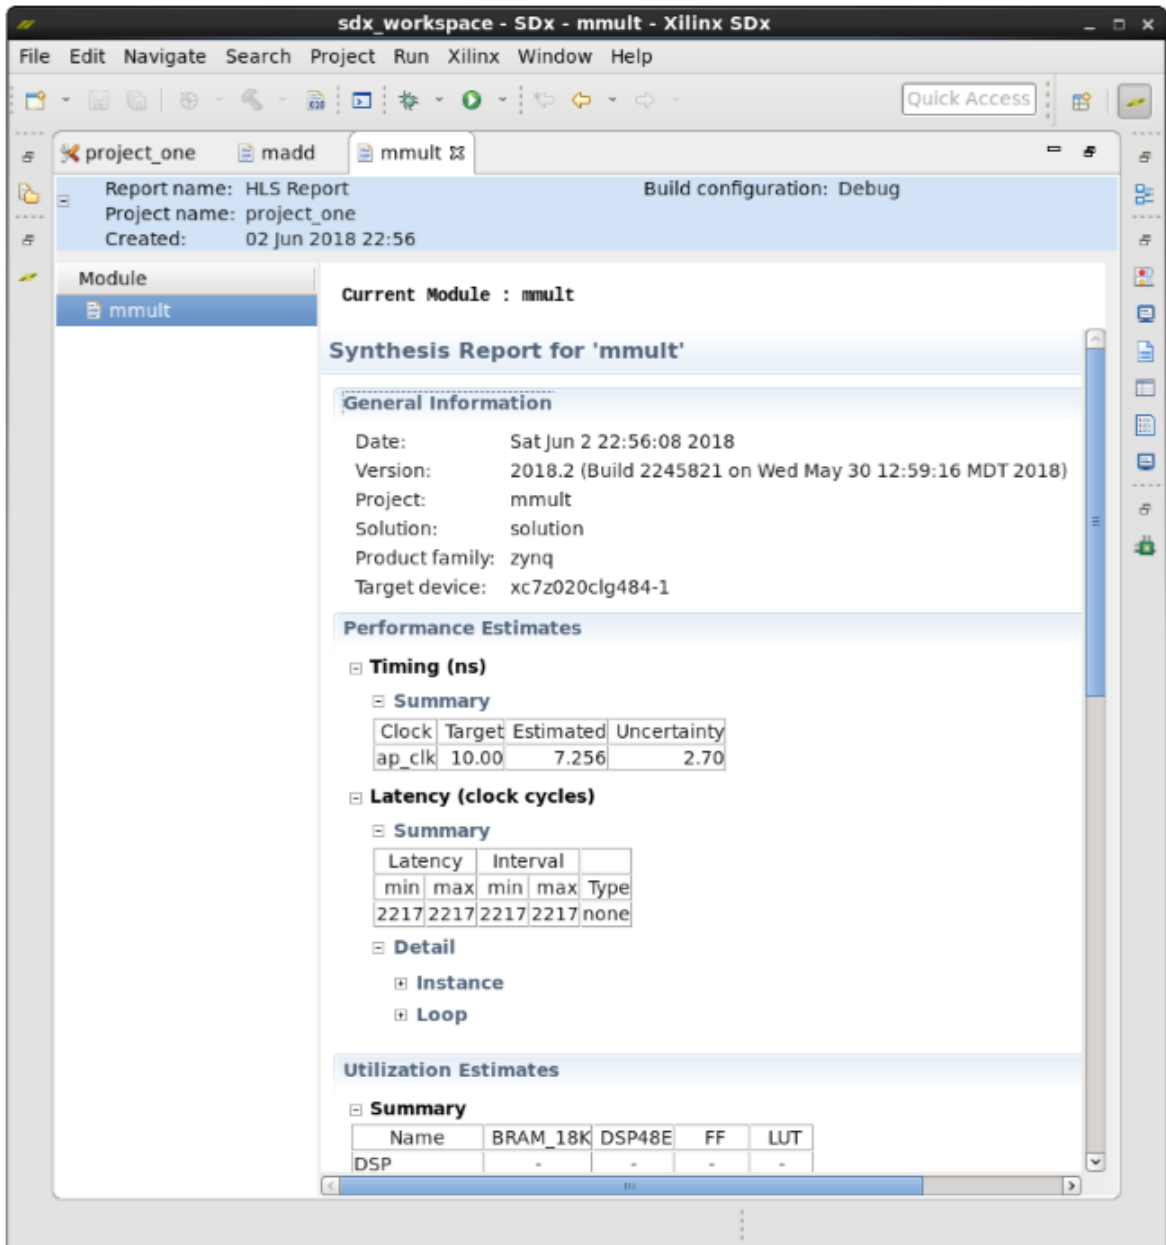 sdx_workspace - SDx - mmult - Xilinx SDx
File Edit Navigate Search Project Run Xilinx Window Help
Quick Access
project_one madd mmult
Report name: HLS Report Build configuration: Debug
Project name: project_one
Created: 02 Jun 2018 22:56
Module
mmult
Current Module : mmult
Synthesis Report for 'mmult'
General Information
Date: Sat Jun 2 22:56:08 2018
Version: 2018.2 (Build 2245821 on Wed May 30 12:59:16 MDT 2018)
Project: mmult
Solution: solution
Product family: zynq
Target device: xc7z020clg484-1
Performance Estimates
Timing (ns)
Summary
Clock Target Estimated Uncertainty
ap_clk 10.00 7.256 2.70
Latency (clock cycles)
Summary
Latency Interval
min max min max Type
2217 2217 2217 2217 none
Detail
Instance
Loop
Utilization Estimates
Summary
Name BRAM_18K DSP48E FF LUT
DSP - - - -